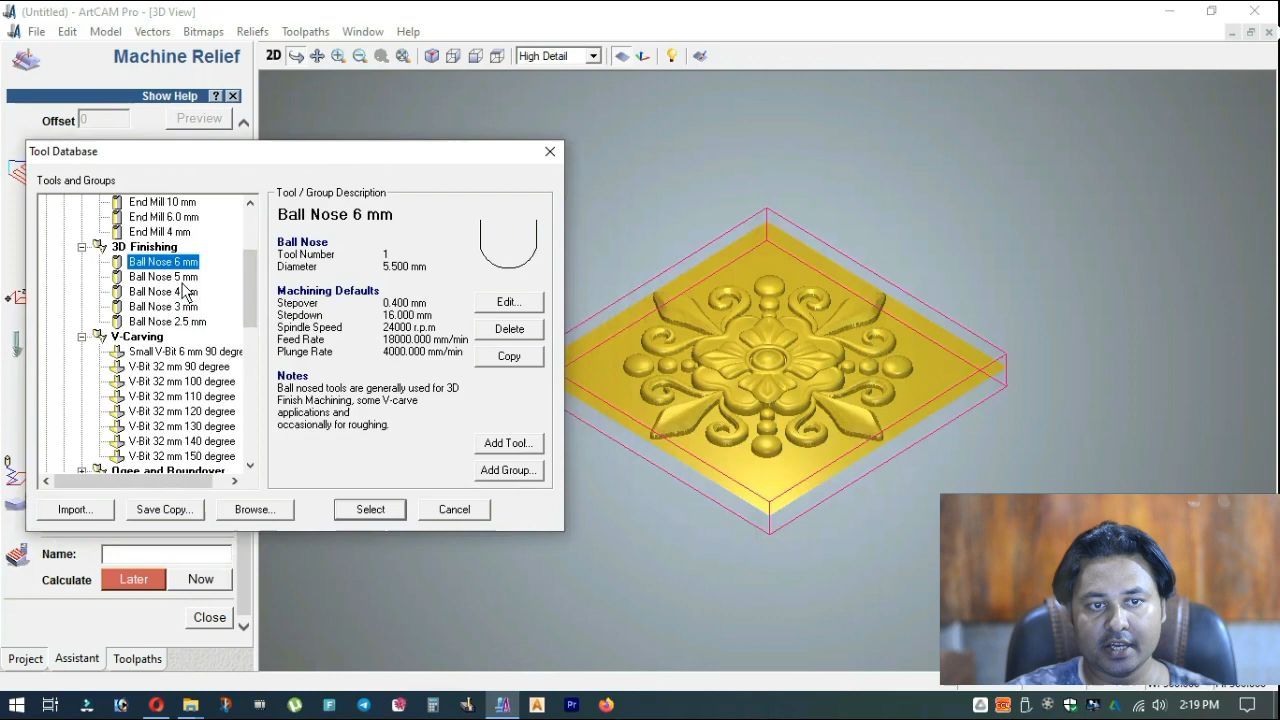 (Untitled) - ArtCAM Pro - [3D View]
File Edit Model Vectors Bitmaps Reliefs Toolpaths Window Help
Machine Relief
2D
High Detail
Show Help ?
Offset 0 Preview
Tool Database
Tools and Groups
End Mill 10 mm
End Mill 6.0 mm
End Mill 4 mm
3D Finishing
Ball Nose 6 mm
Ball Nose 5 mm
Ball Nose 4
Ball Nose 3 mm
Ball Nose 2.5 mm
V-Carving
Small V-Bit 6 mm 90 degre
V-Bit 32 mm 90 degree
V-Bit 32 mm 100 degree
V-Bit 32 mm 110 degree
V-Bit 32 mm 120 degree
V-Bit 32 mm 130 degree
V-Bit 32 mm 140 degree
V-Bit 32 mm 150 degree
Ogee and Roundover
Tool / Group Description
Ball Nose 6 mm
Ball Nose
Tool Number 1
Diameter 5.500 mm
Machining Defaults
Stepover 0.400 mm
Stepdown 16.000 mm
Spindle Speed 24000 r.p.m
Feed Rate 18000.000 mm/min
Plunge Rate 4000.000 mm/min
Notes
Ball nosed tools are generally used for 3D
Finish Machining, some V-carve
applications and
occasionally for roughing.
Edit...
Delete
Copy
Add Tool...
Add Group...
Import... Save Copy... Browse... Select Cancel
Name:
Calculate Later Now
Close
Project Assistant Toolpaths
2:19 PM